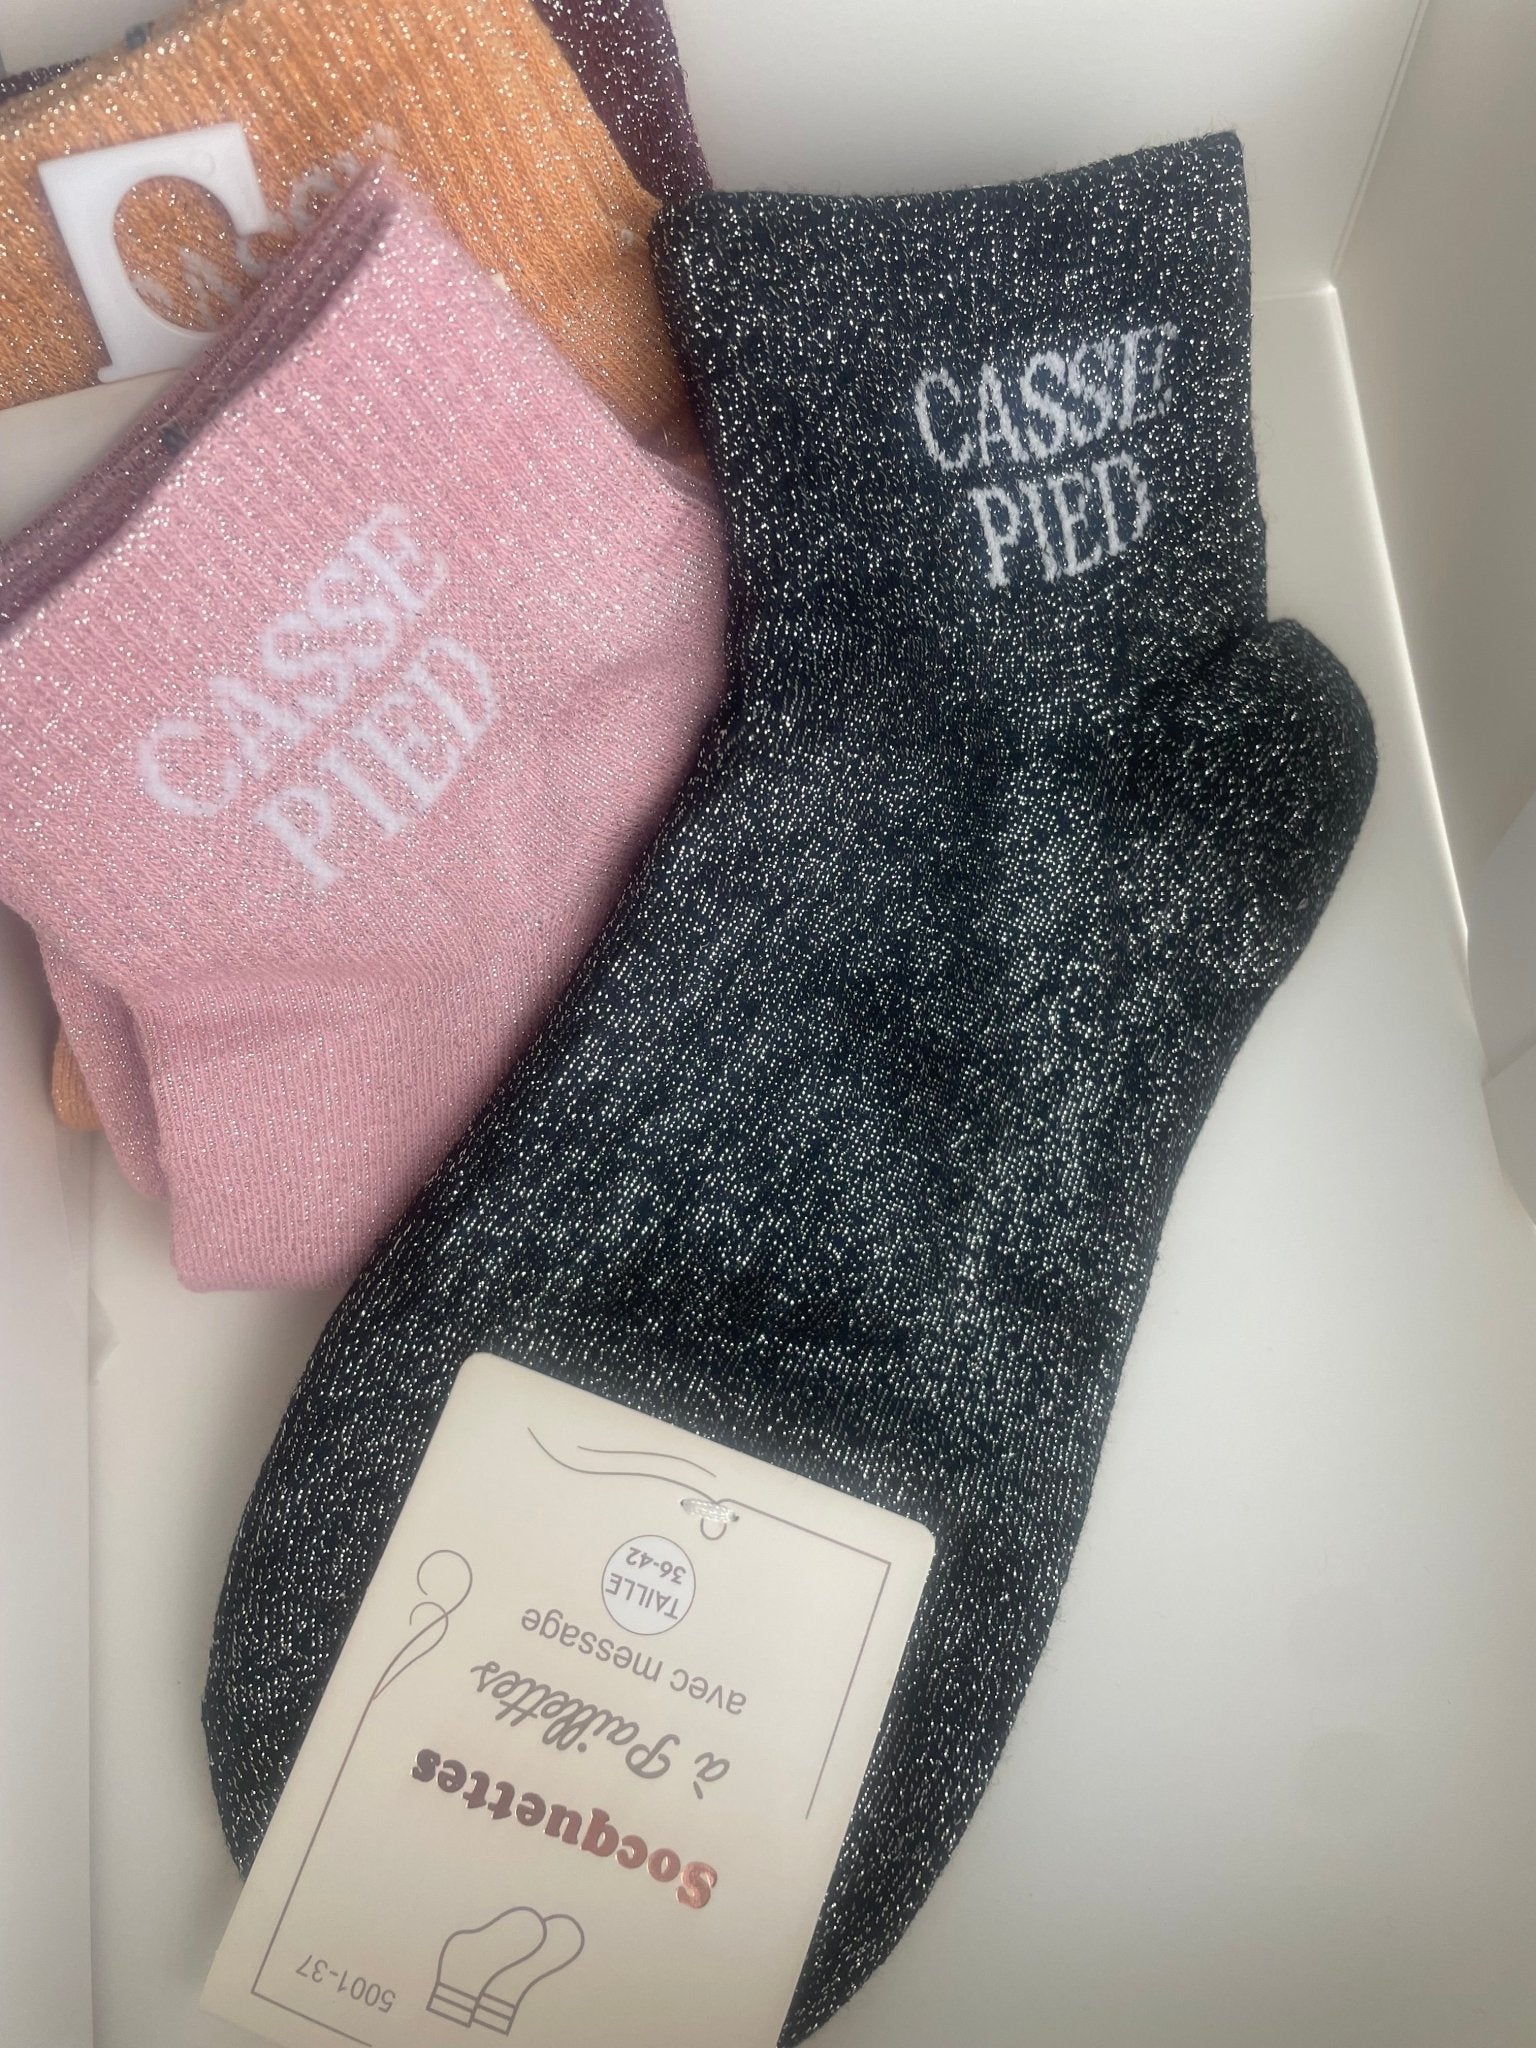 CASSE
PIED
CASSE
PIED
5001-37
Socquettes
à Paillettes
avec message
TAILLE
36-42